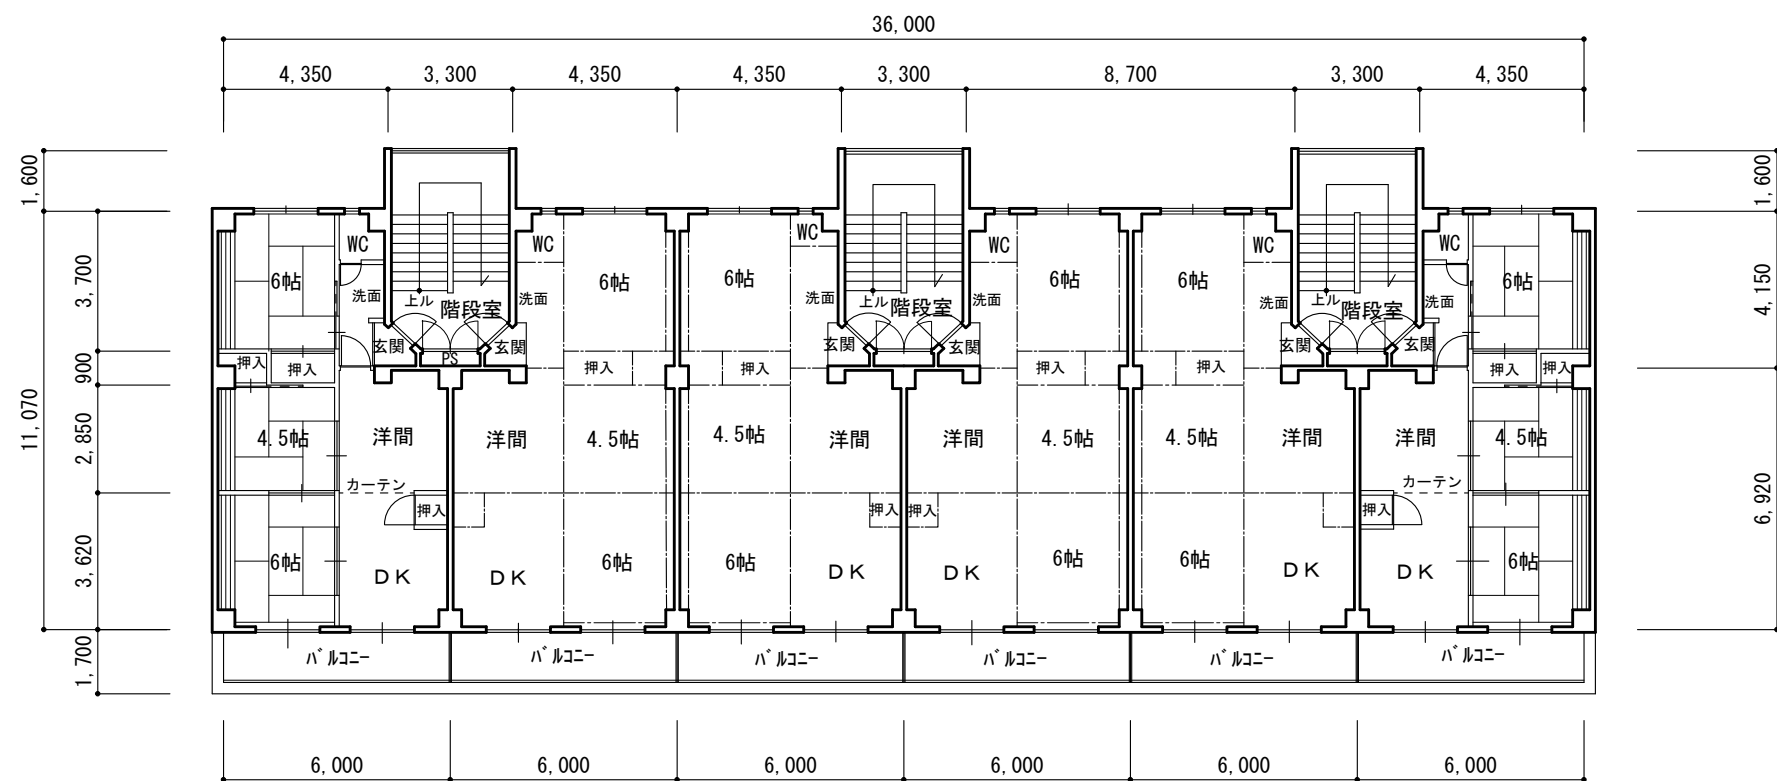 36,000
4,350 3,300 4,350 4,350 3,300 8,700 3,300 4,350
1,600
1,600
WC WC WC WC WC WC
6帖 6帖 6帖 6帖 6帖 6帖
3,700
4,150
洗面 上ル 洗面 洗面 上ル 洗面 洗面 上ル 洗面
階段室 階段室 階段室
玄関 PS 玄関 玄関 玄関 玄関 玄関
押入 押入 押入 押入 押入 押入 押入 押入
900
11,070
4.5帖 洋間 洋間 4.5帖 4.5帖 洋間 洋間 4.5帖 4.5帖 洋間 洋間 4.5帖
2,850
カーテン カーテン
押入 押入 押入 押入
6,920
3,620
6帖 DK DK 6帖 6帖 DK DK 6帖 6帖 DK DK 6帖
バルコニー バルコニー バルコニー バルコニー バルコニー バルコニー
1,700
6,000 6,000 6,000 6,000 6,000 6,000